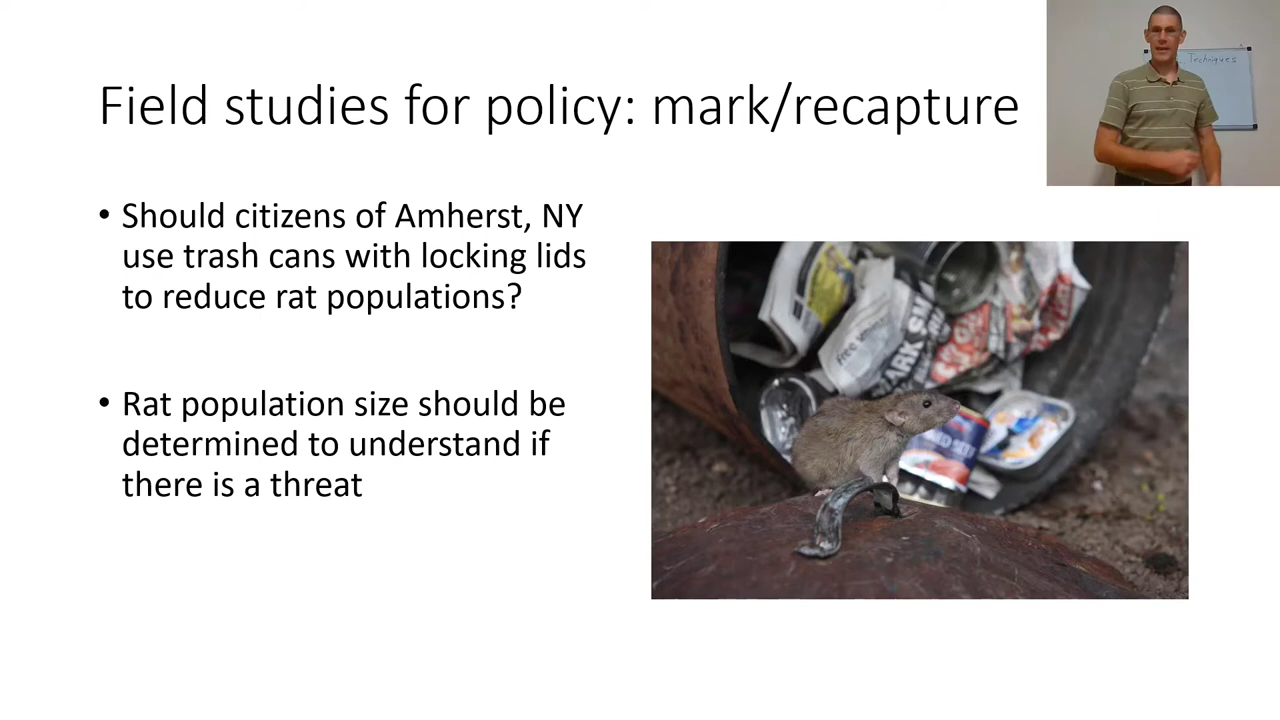 Field studies for policy: mark/recapture
Techniques
• Should citizens of Amherst, NY
use trash cans with locking lids
to reduce rat populations?
• Rat population size should be
determined to understand if
there is a threat